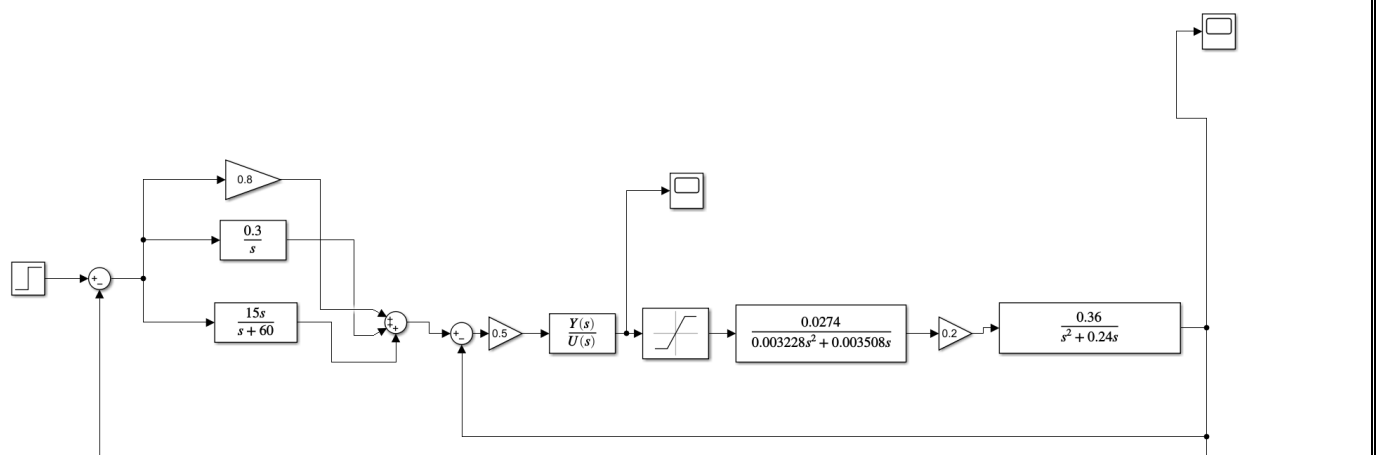 0.8
0.3
s
15s
s + 60
+
−
+
+
+
+
−
0.5
Y(s)
U(s)
0.0274
0.003228s² + 0.003508s
0.2
0.36
s² + 0.24s